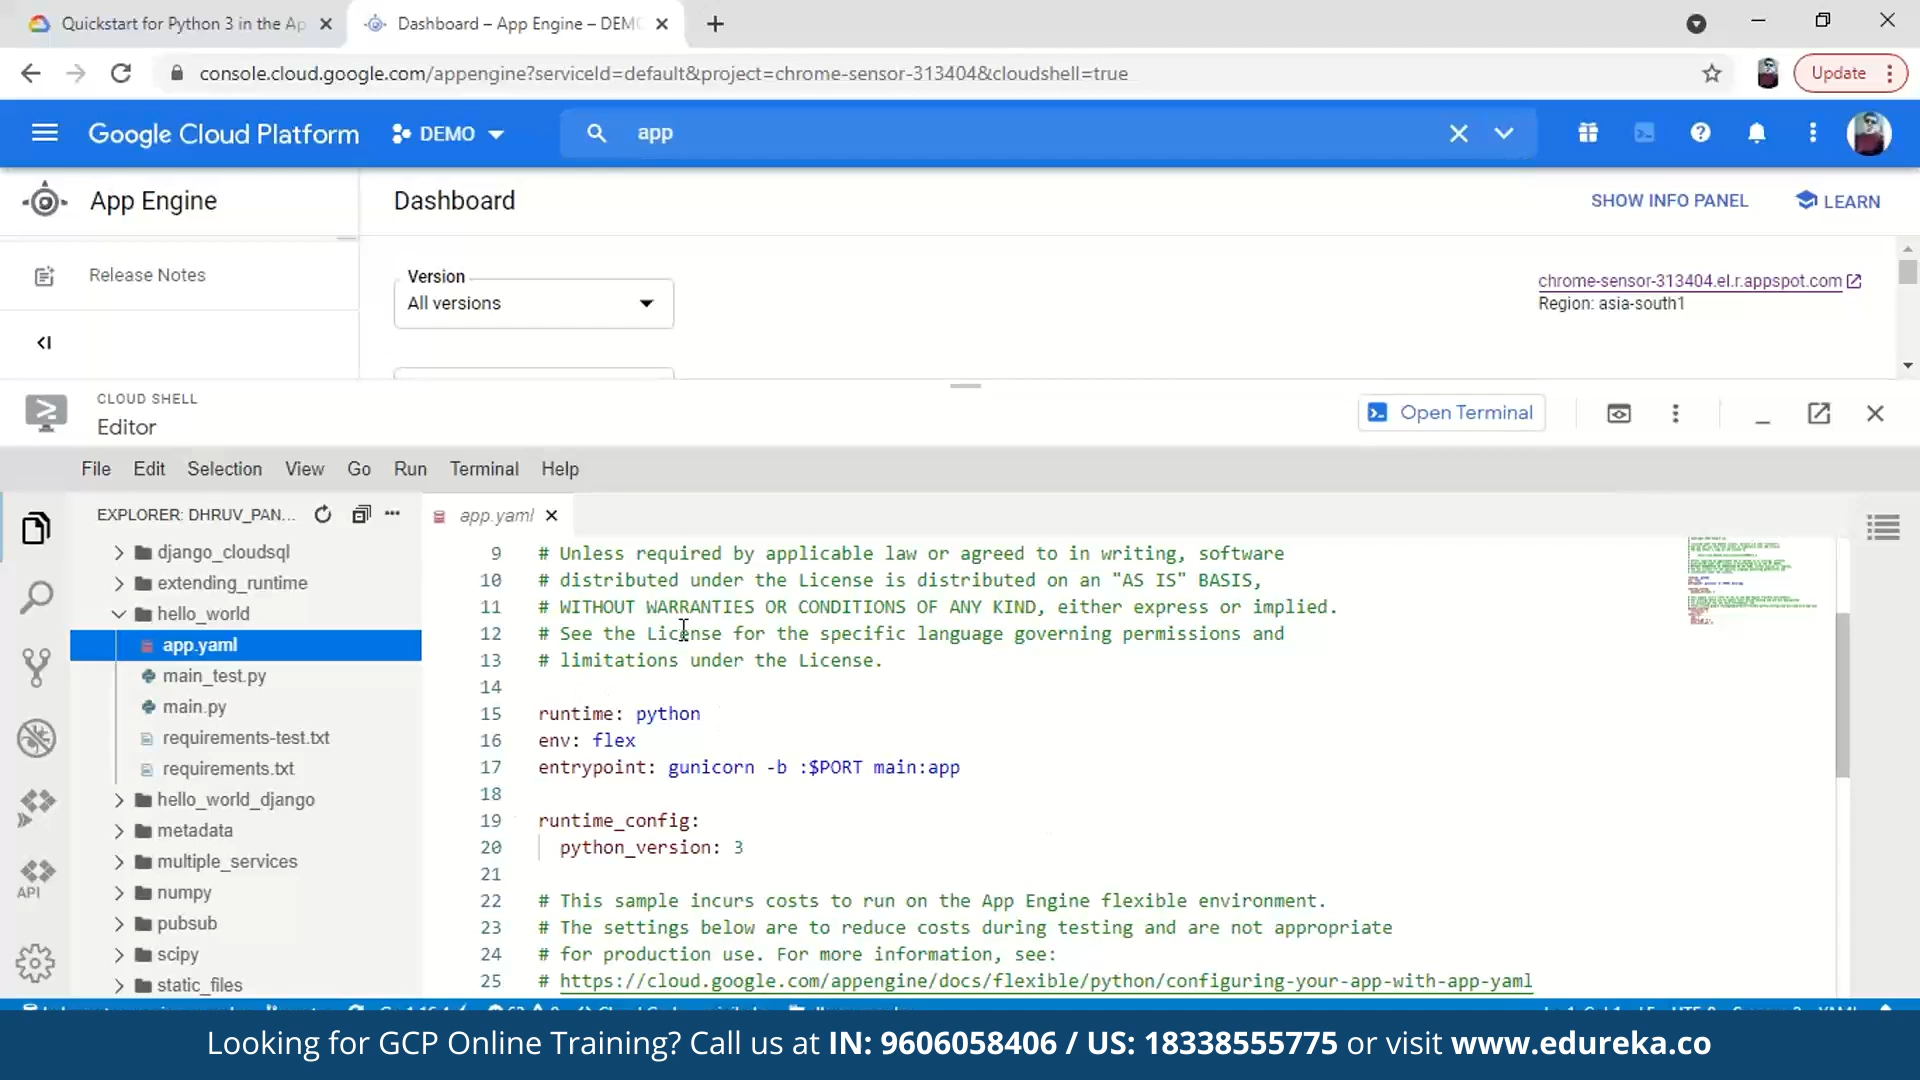 Quickstart for Python 3 in the Ap
Dashboard – App Engine – DEM
console.cloud.google.com/appengine?serviceId=default&project=chrome-sensor-313404&cloudshell=true
Update
Google Cloud Platform
DEMO
app
App Engine
Dashboard
SHOW INFO PANEL
LEARN
Release Notes
Version
All versions
chrome-sensor-313404.el.r.appspot.com
Region: asia-south1
CLOUD SHELL
Editor
Open Terminal
File Edit Selection View Go Run Terminal Help
EXPLORER: DHRUV_PAN...
django_cloudsql
extending_runtime
hello_world
app.yaml
main_test.py
main.py
requirements-test.txt
requirements.txt
hello_world_django
metadata
multiple_services
API
numpy
pubsub
scipy
static_files
app.yaml
9 # Unless required by applicable law or agreed to in writing, software
10 # distributed under the License is distributed on an "AS IS" BASIS,
11 # WITHOUT WARRANTIES OR CONDITIONS OF ANY KIND, either express or implied.
12 # See the License for the specific language governing permissions and
13 # limitations under the License.
14
15 runtime: python
16 env: flex
17 entrypoint: gunicorn -b :$PORT main:app
18
19 runtime_config:
20 python_version: 3
21
22 # This sample incurs costs to run on the App Engine flexible environment.
23 # The settings below are to reduce costs during testing and are not appropriate
24 # for production use. For more information, see:
25 # https://cloud.google.com/appengine/docs/flexible/python/configuring-your-app-with-app-yaml
Looking for GCP Online Training? Call us at IN: 9606058406 / US: 18338555775 or visit www.edureka.co